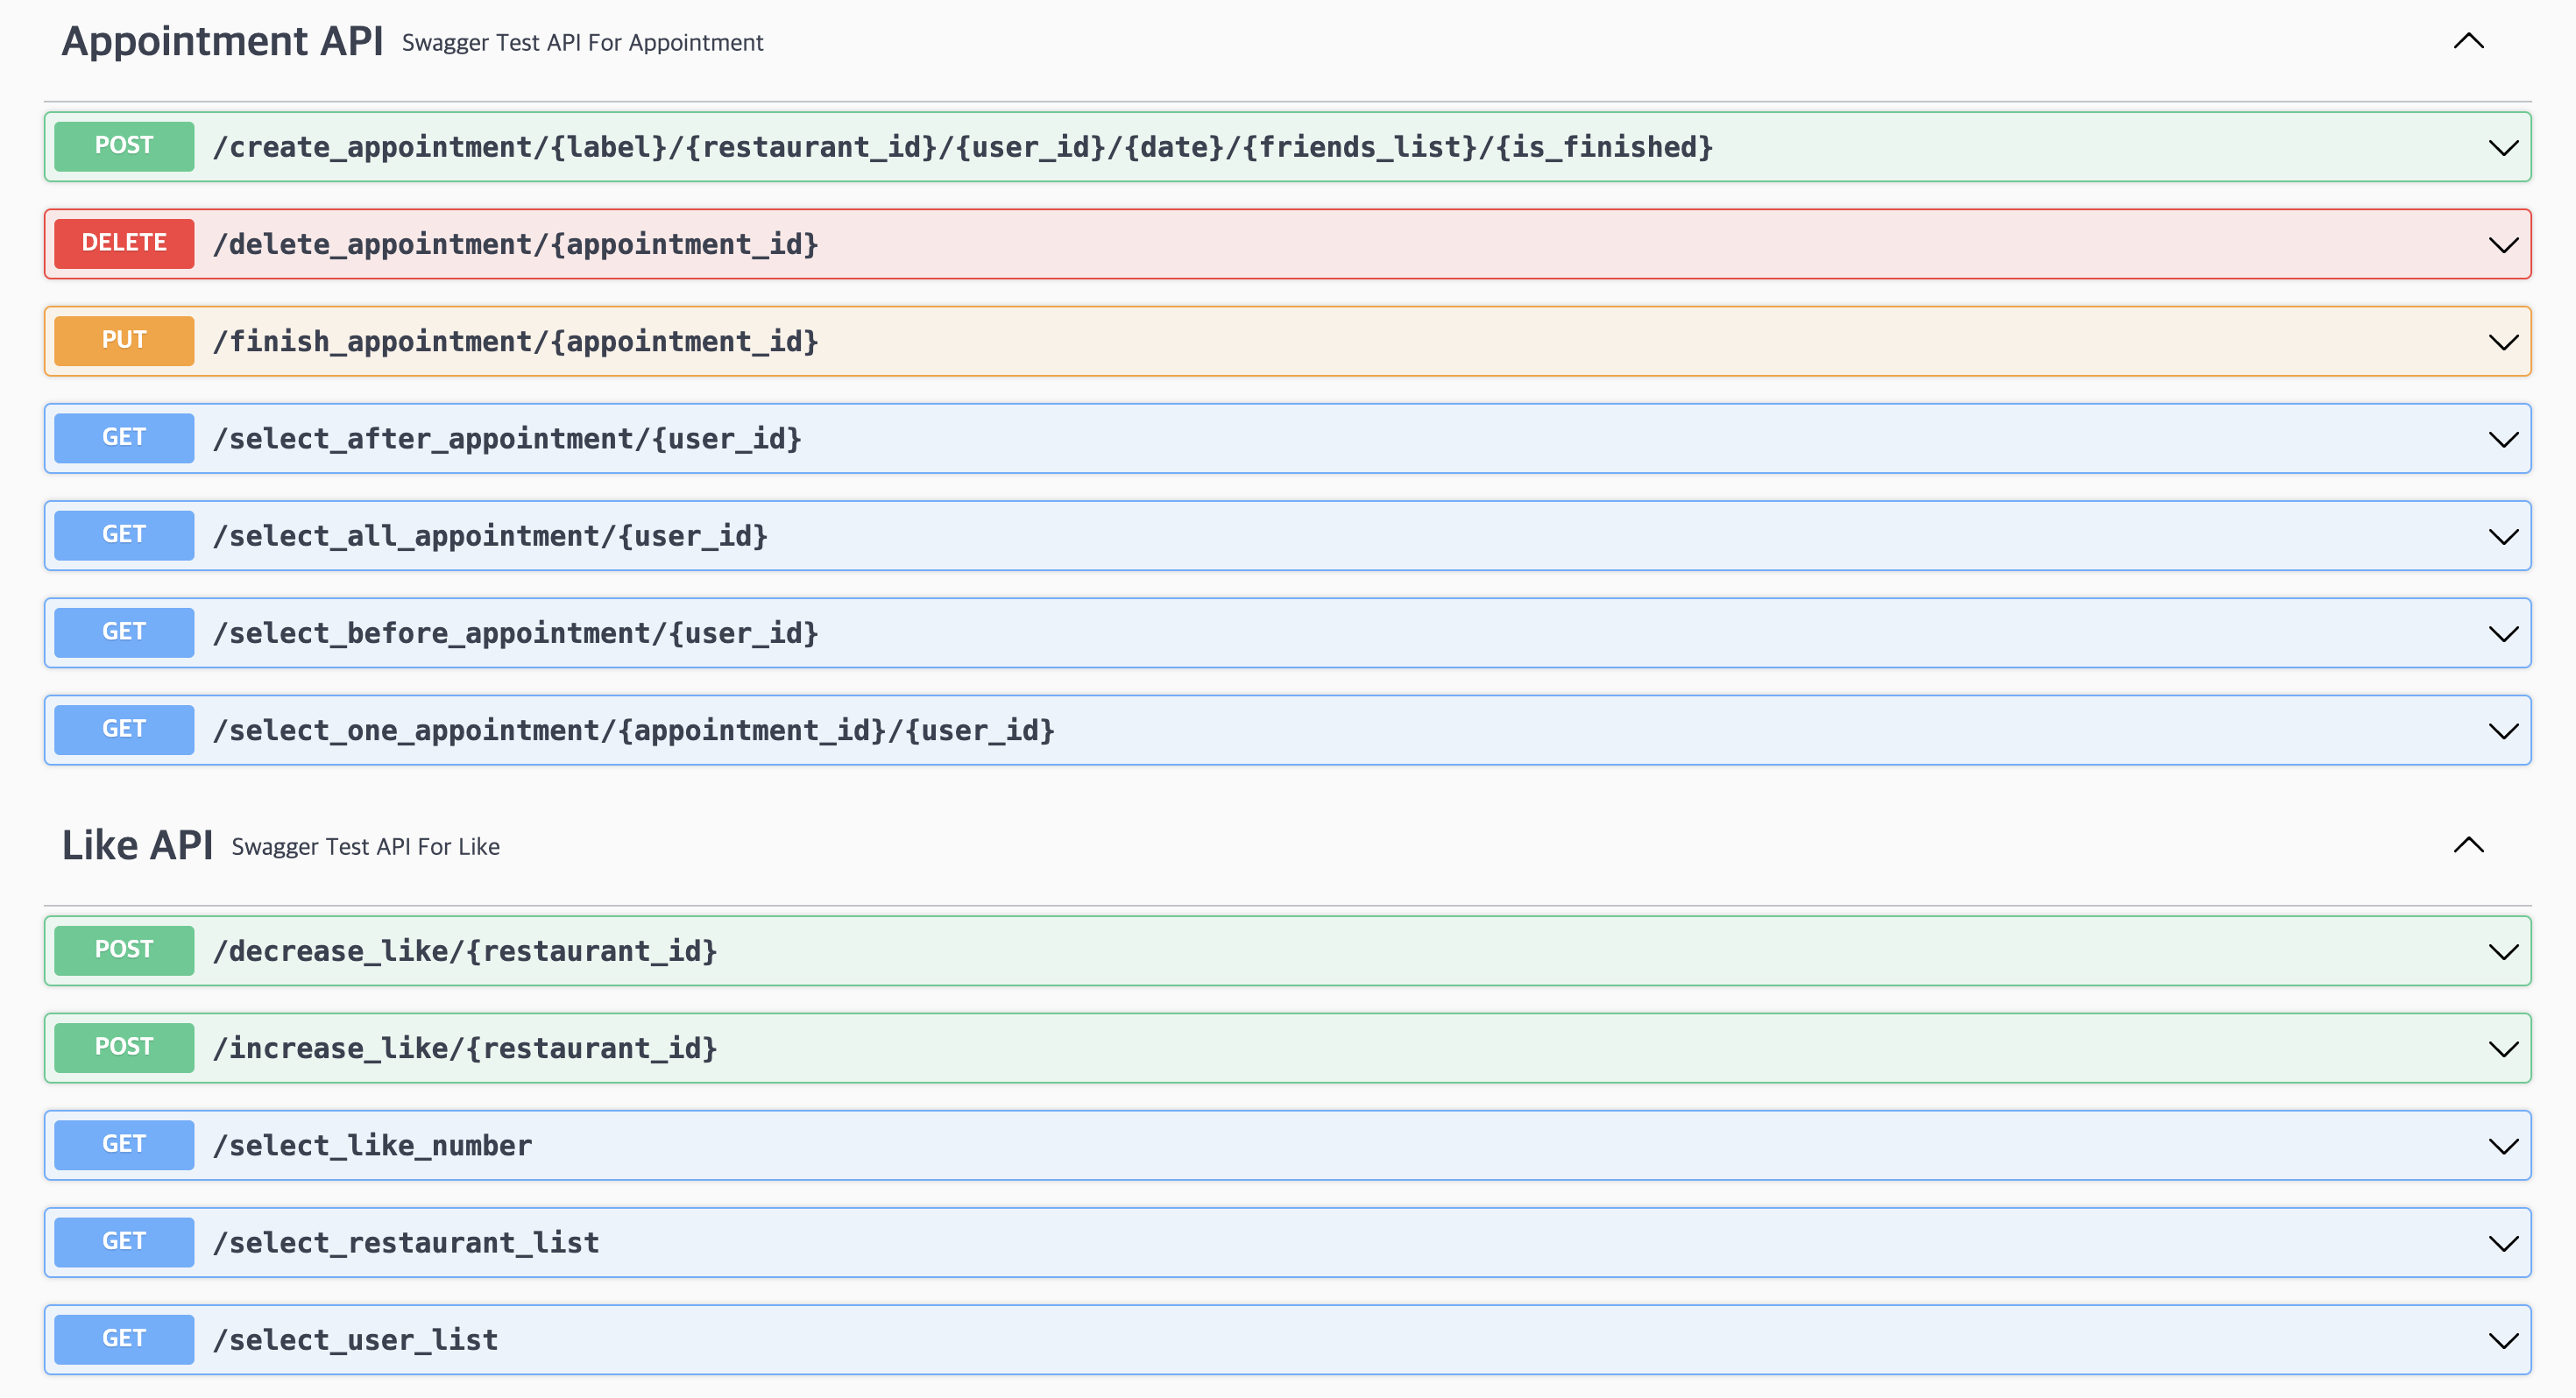 Appointment API Swagger Test API For Appointment
POST /create_appointment/{label}/{restaurant_id}/{user_id}/{date}/{friends_list}/{is_finished}
DELETE /delete_appointment/{appointment_id}
PUT /finish_appointment/{appointment_id}
GET /select_after_appointment/{user_id}
GET /select_all_appointment/{user_id}
GET /select_before_appointment/{user_id}
GET /select_one_appointment/{appointment_id}/{user_id}
Like API Swagger Test API For Like
POST /decrease_like/{restaurant_id}
POST /increase_like/{restaurant_id}
GET /select_like_number
GET /select_restaurant_list
GET /select_user_list